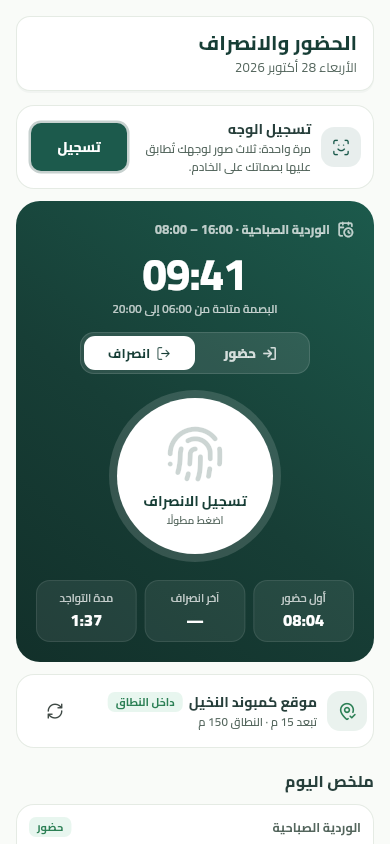 الحضور والانصراف
الأربعاء 28 أكتوبر 2026
تسجيل الوجه
مرة واحدة: ثلاث صور لوجهك تُطابق
عليها بصماتك على الخادم.
تسجيل
الوردية الصباحية · 16:00 – 08:00
09:41
البصمة متاحة من 06:00 إلى 20:00
حضور
انصراف
تسجيل الانصراف
اضغط مطولًا
أول حضور
08:04
آخر انصراف
—
مدة التواجد
1:37
موقع كمبوند النخيل
داخل النطاق
تبعد 15 م · النطاق 150 م
ملخص اليوم
الوردية الصباحية
حضور